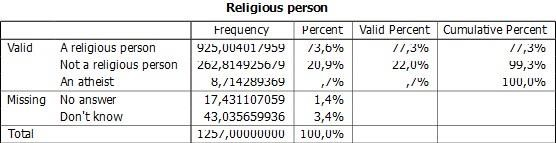 Religious person
Frequency Percent Valid Percent Cumulative Percent
Valid A religious person 925,004017959 73,6% 77,3% 77,3%
Not a religious person 262,814925679 20,9% 22,0% 99,3%
An atheist 8,714289369 ,7% ,7% 100,0%
Missing No answer 17,431107059 1,4%
Don't know 43,035659936 3,4%
Total 1257,00000000 100,0%